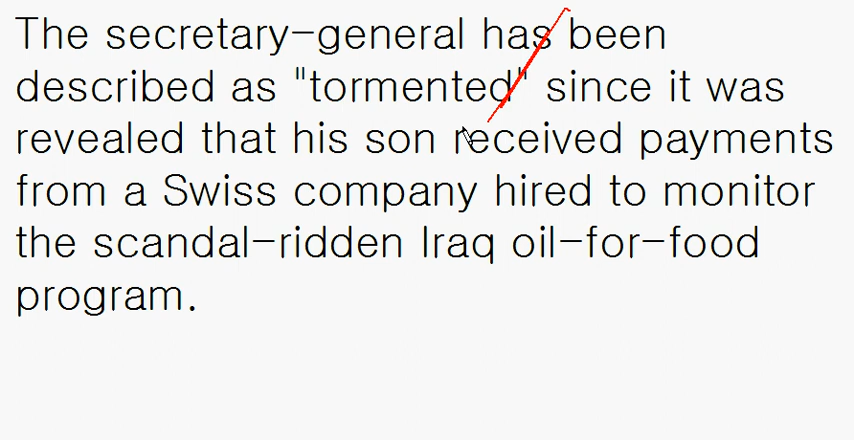 The secretary-general has been
described as "tormented" since it was
revealed that his son received payments
from a Swiss company hired to monitor
the scandal-ridden Iraq oil-for-food
program.